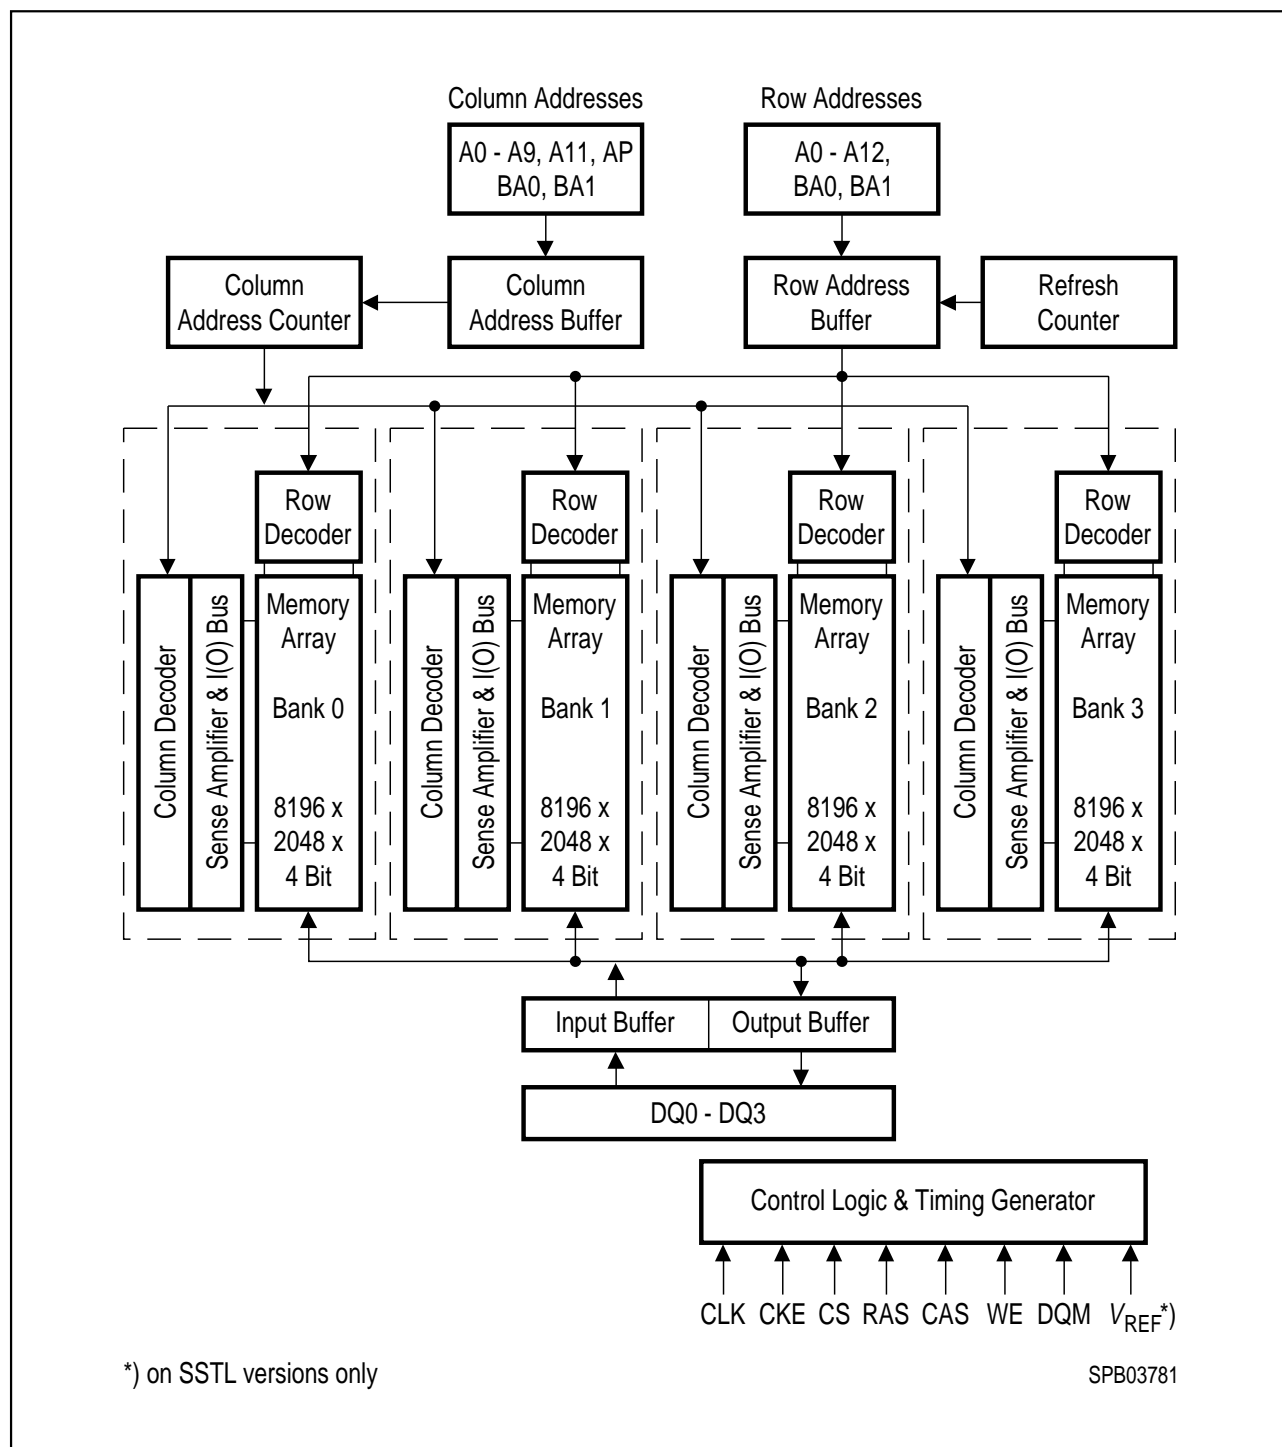 Column Addresses
Row Addresses
A0 - A9, A11, AP
BA0, BA1
A0 - A12,
BA0, BA1
Column
Address Counter
Column
Address Buffer
Row Address
Buffer
Refresh
Counter
Row
Decoder
Row
Decoder
Row
Decoder
Row
Decoder
Column Decoder
Sense Amplifier & I(O) Bus
Memory
Array
Bank 0
8196 x
2048 x
4 Bit
Column Decoder
Sense Amplifier & I(O) Bus
Memory
Array
Bank 1
8196 x
2048 x
4 Bit
Column Decoder
Sense Amplifier & I(O) Bus
Memory
Array
Bank 2
8196 x
2048 x
4 Bit
Column Decoder
Sense Amplifier & I(O) Bus
Memory
Array
Bank 3
8196 x
2048 x
4 Bit
Input Buffer
Output Buffer
DQ0 - DQ3
Control Logic & Timing Generator
CLK CKE CS RAS CAS WE DQM VREF*)
*) on SSTL versions only
SPB03781